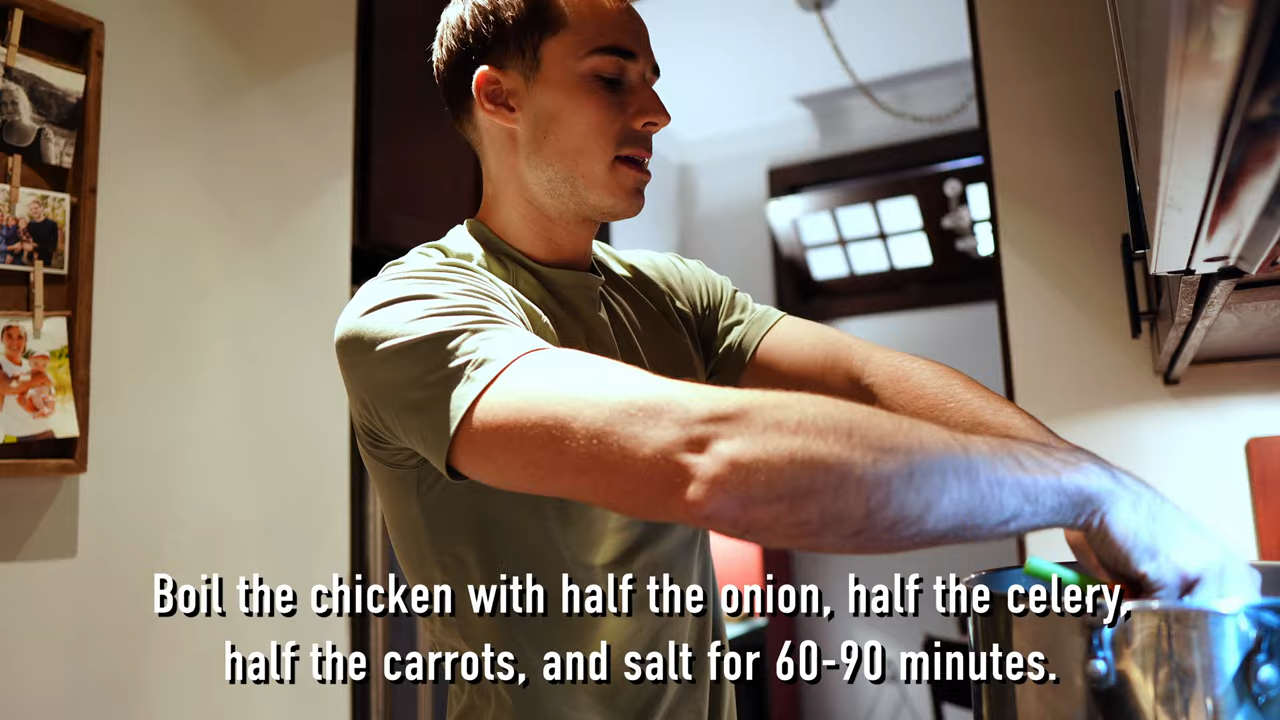 Boil the chicken with half the onion, half the celery,
half the carrots, and salt for 60-90 minutes.